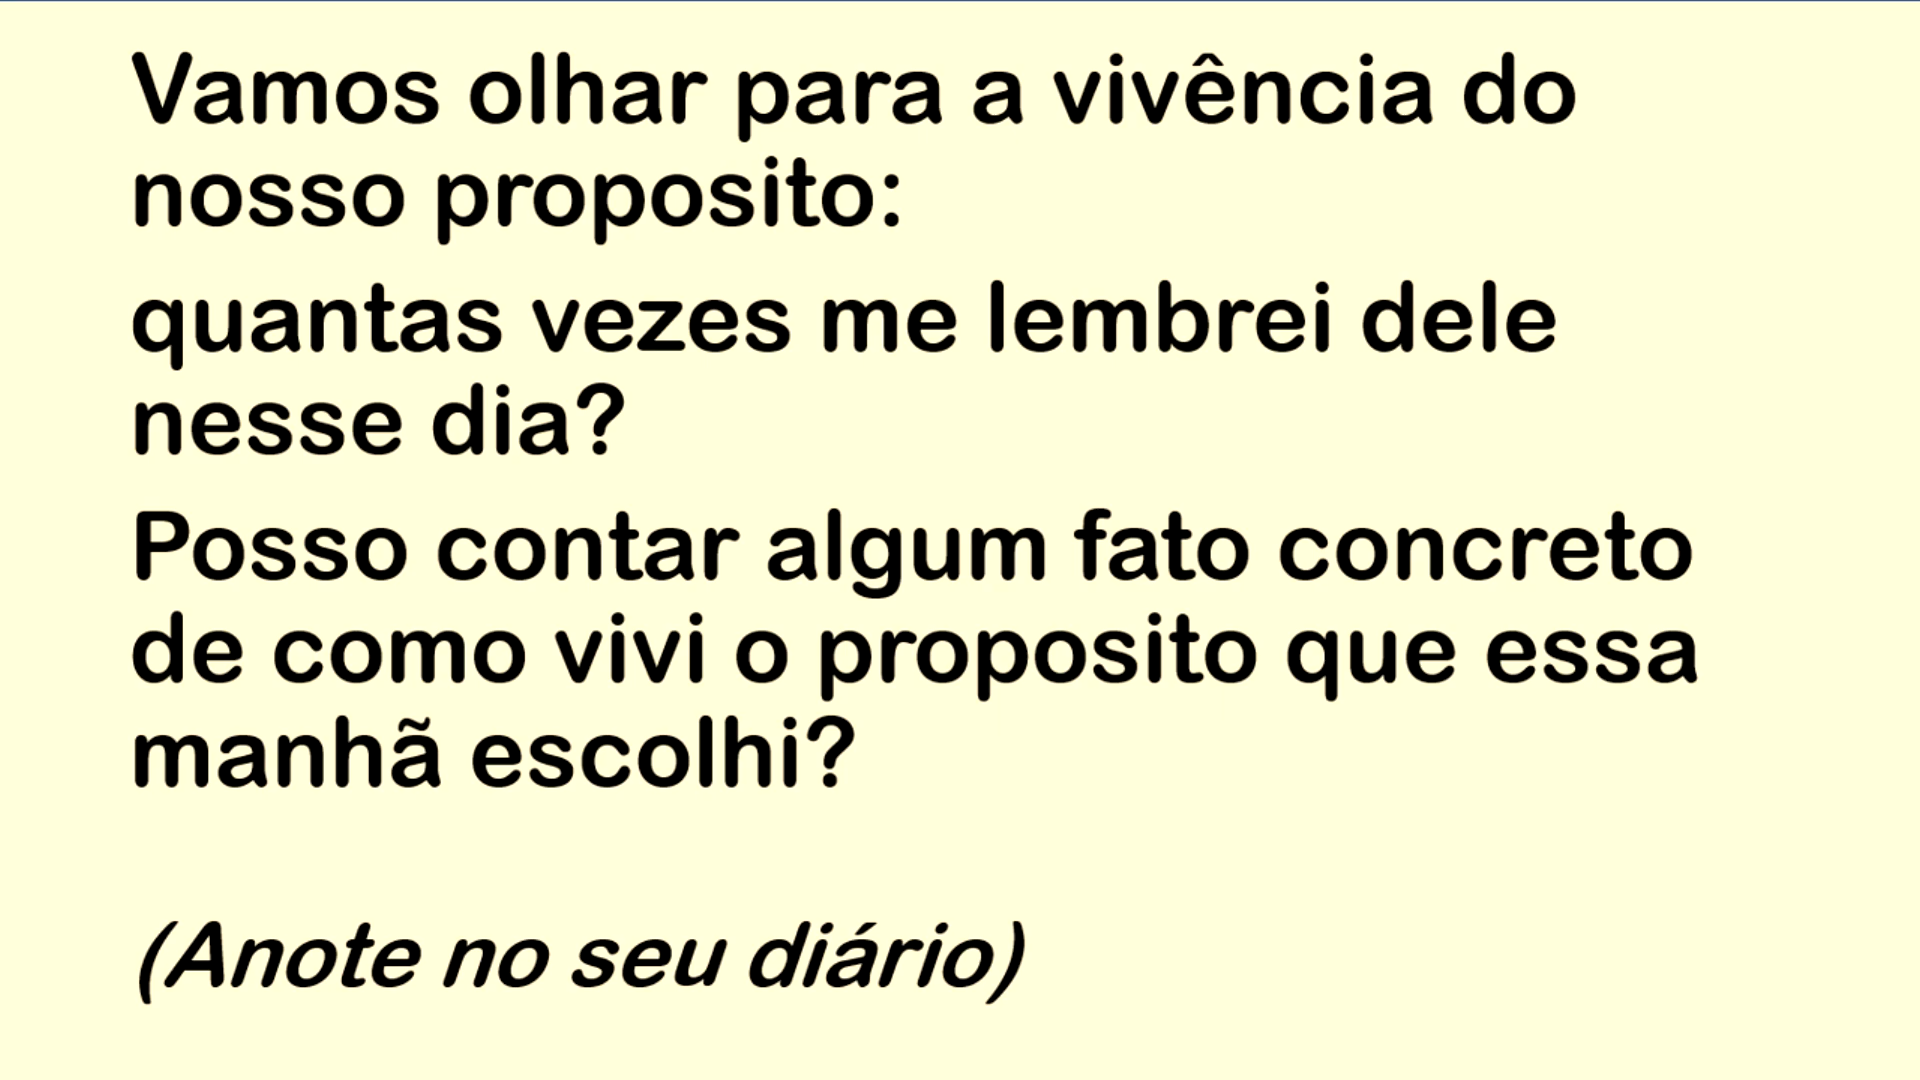 Vamos olhar para a vivência do
nosso proposito:
quantas vezes me lembrei dele
nesse dia?
Posso contar algum fato concreto
de como vivi o proposito que essa
manhã escolhi?
(Anote no seu diário)